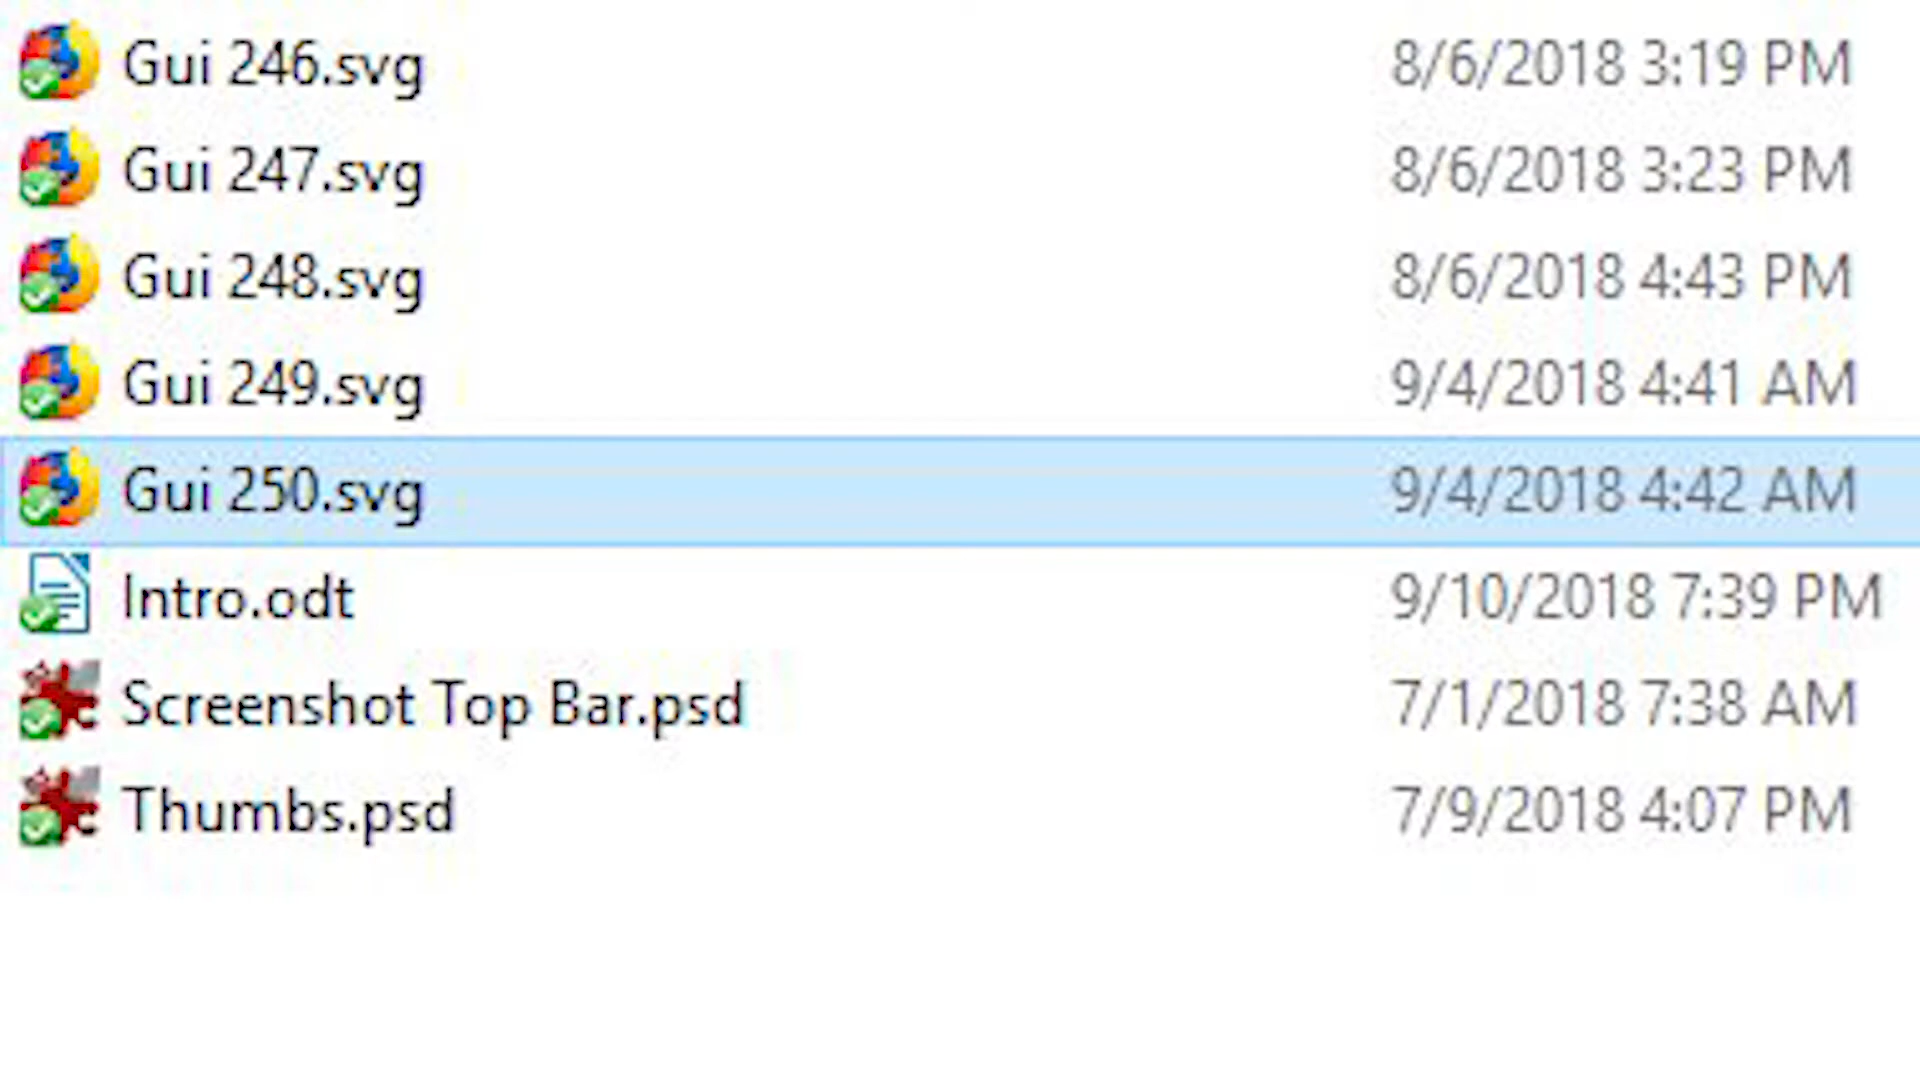 Gui 246.svg 8/6/2018 3:19 PM
Gui 247.svg 8/6/2018 3:23 PM
Gui 248.svg 8/6/2018 4:43 PM
Gui 249.svg 9/4/2018 4:41 AM
Gui 250.svg 9/4/2018 4:42 AM
Intro.odt 9/10/2018 7:39 PM
Screenshot Top Bar.psd 7/1/2018 7:38 AM
Thumbs.psd 7/9/2018 4:07 PM